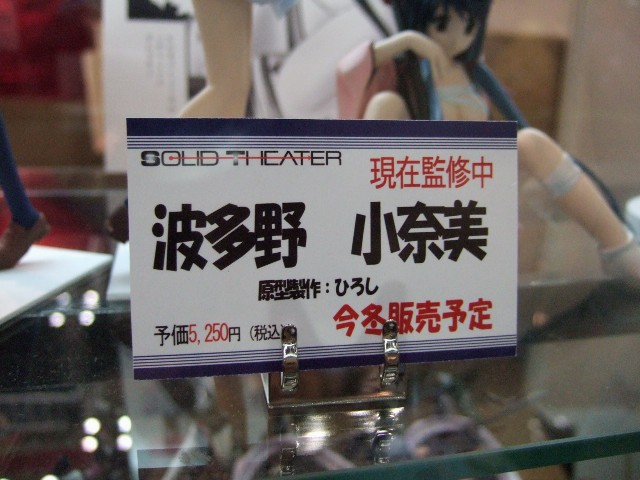 SOLID THEATER
現在監修中
波多野 小奈美
原型製作：ひろし
今冬販売予定
予価5,250円（税込）